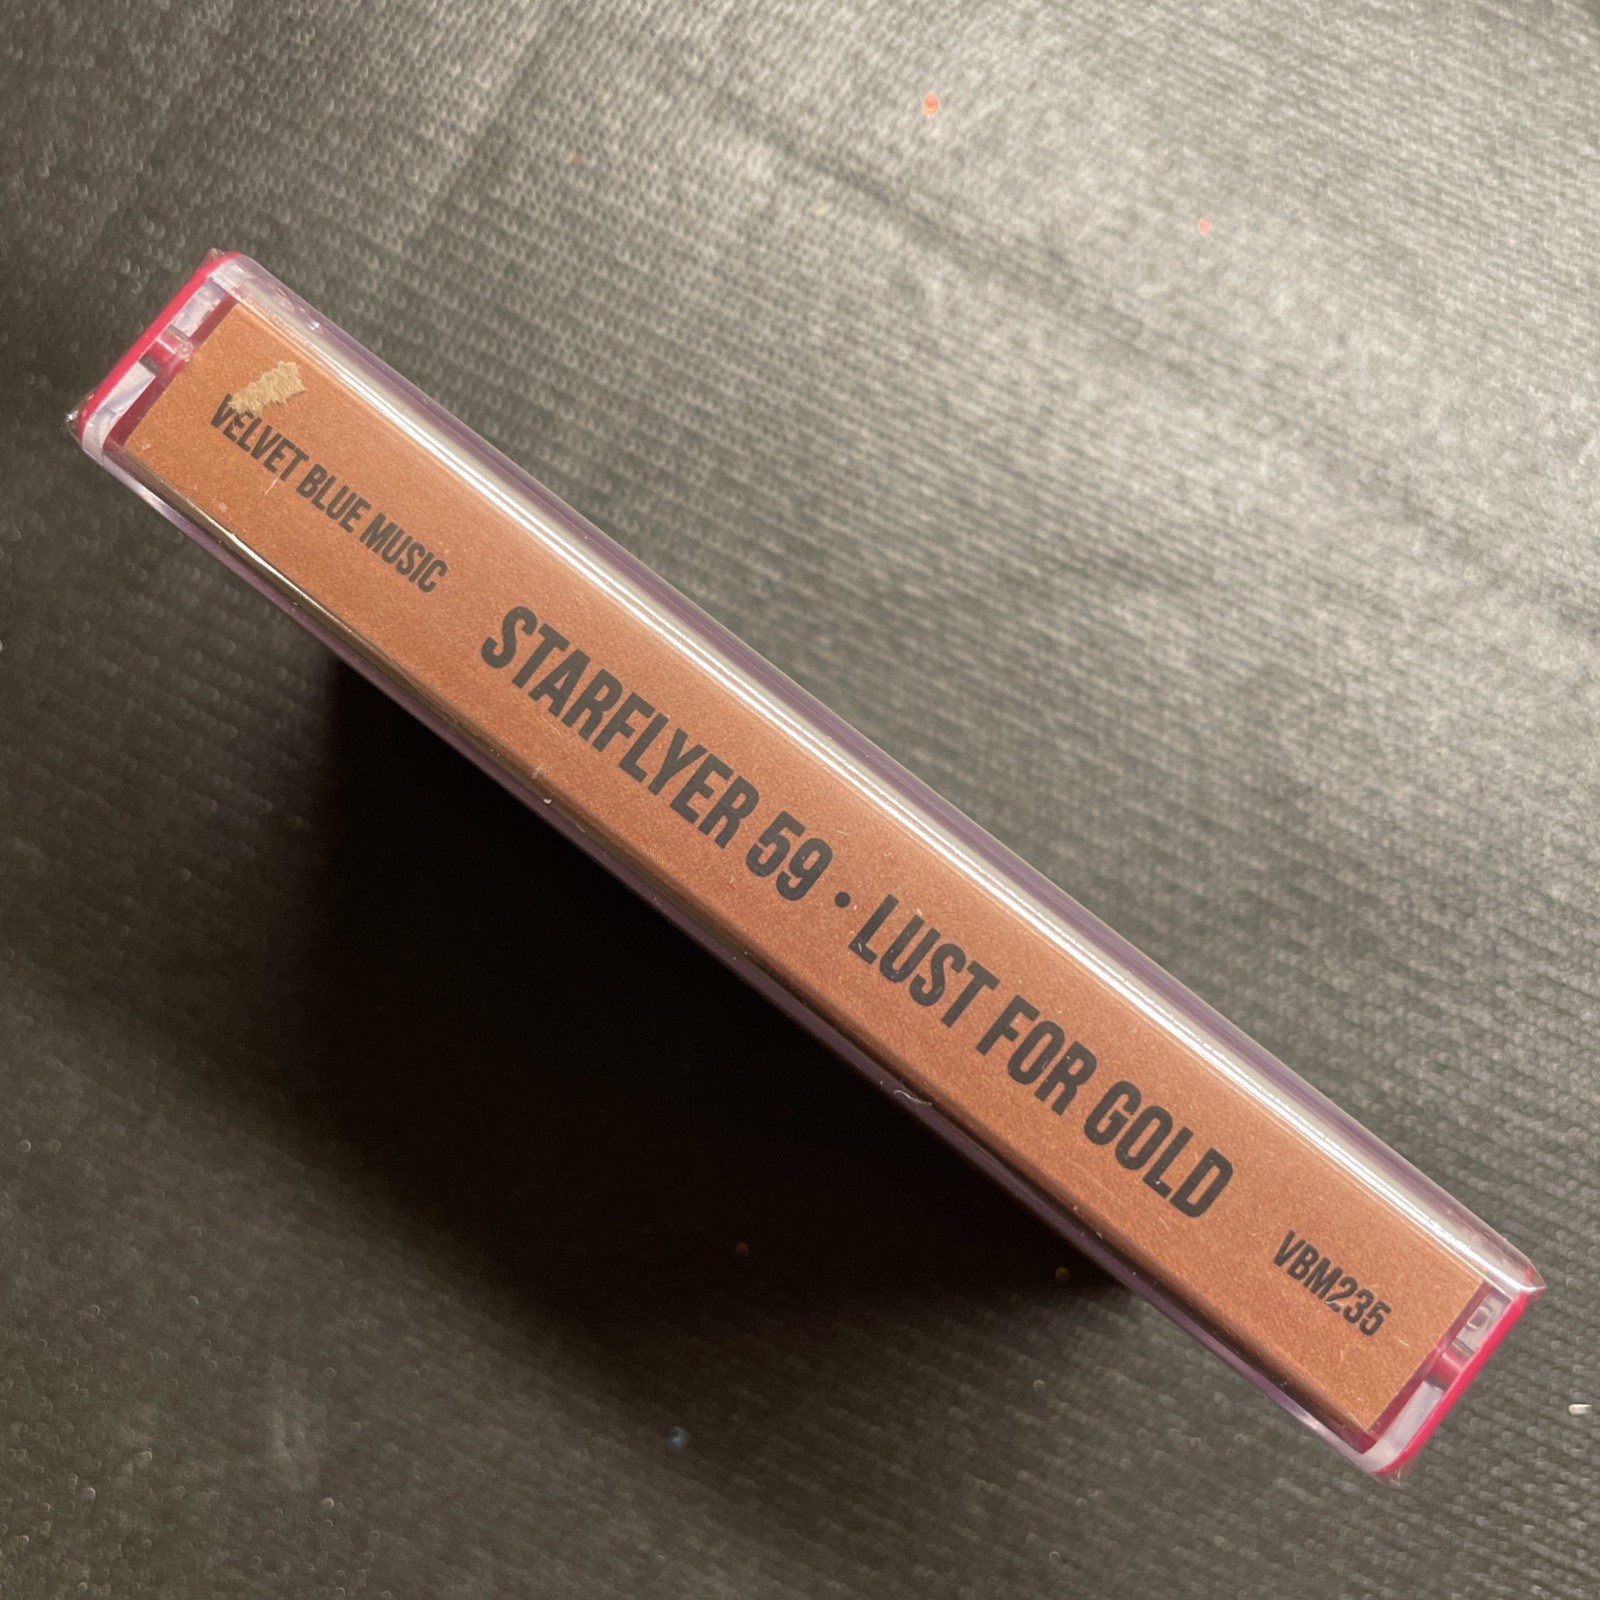 VELVET BLUE MUSIC
STARFLYER 59 • LUST FOR GOLD
VBM235